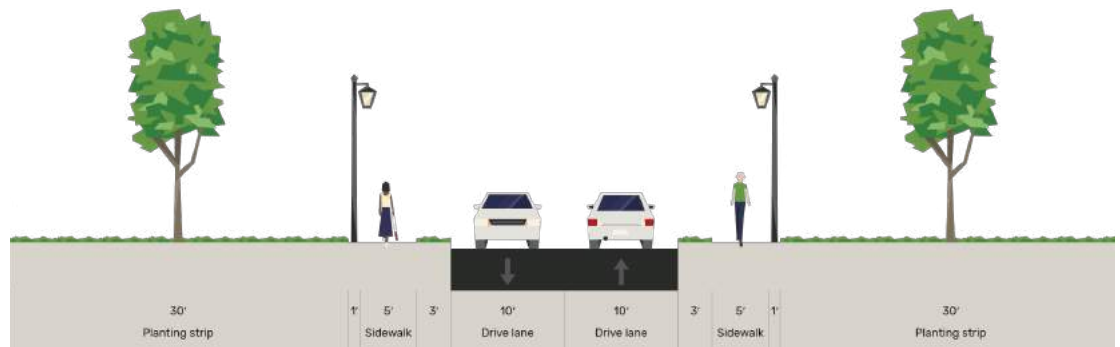 30′ 1′ 5′ 3′ 10′ 10′ 3′ 5′ 1′ 30′
Planting strip Sidewalk Drive lane Drive lane Sidewalk Planting strip